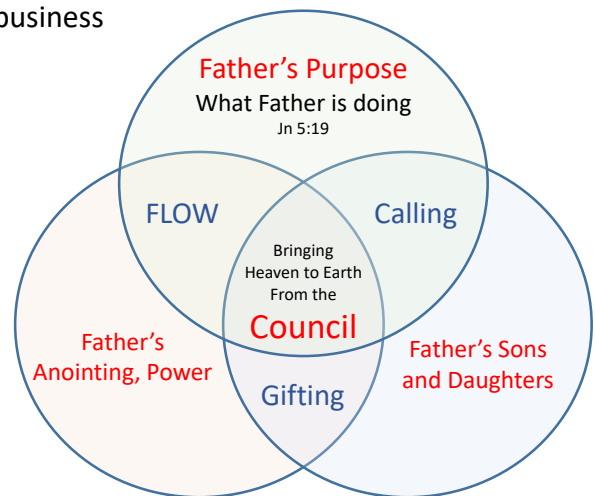 business
Father’s Purpose
What Father is doing
Jn 5:19
FLOW
Calling
Bringing
Heaven to Earth
From the
Council
Father’s
Anointing, Power
Father’s Sons
and Daughters
Gifting